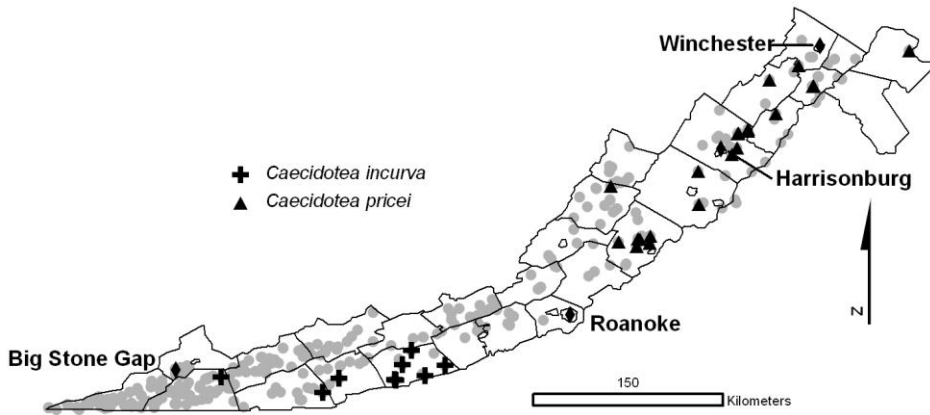 Winchester
Caecidotea incurva
Caecidotea pricei
Harrisonburg
N
Roanoke
Big Stone Gap
150
Kilometers